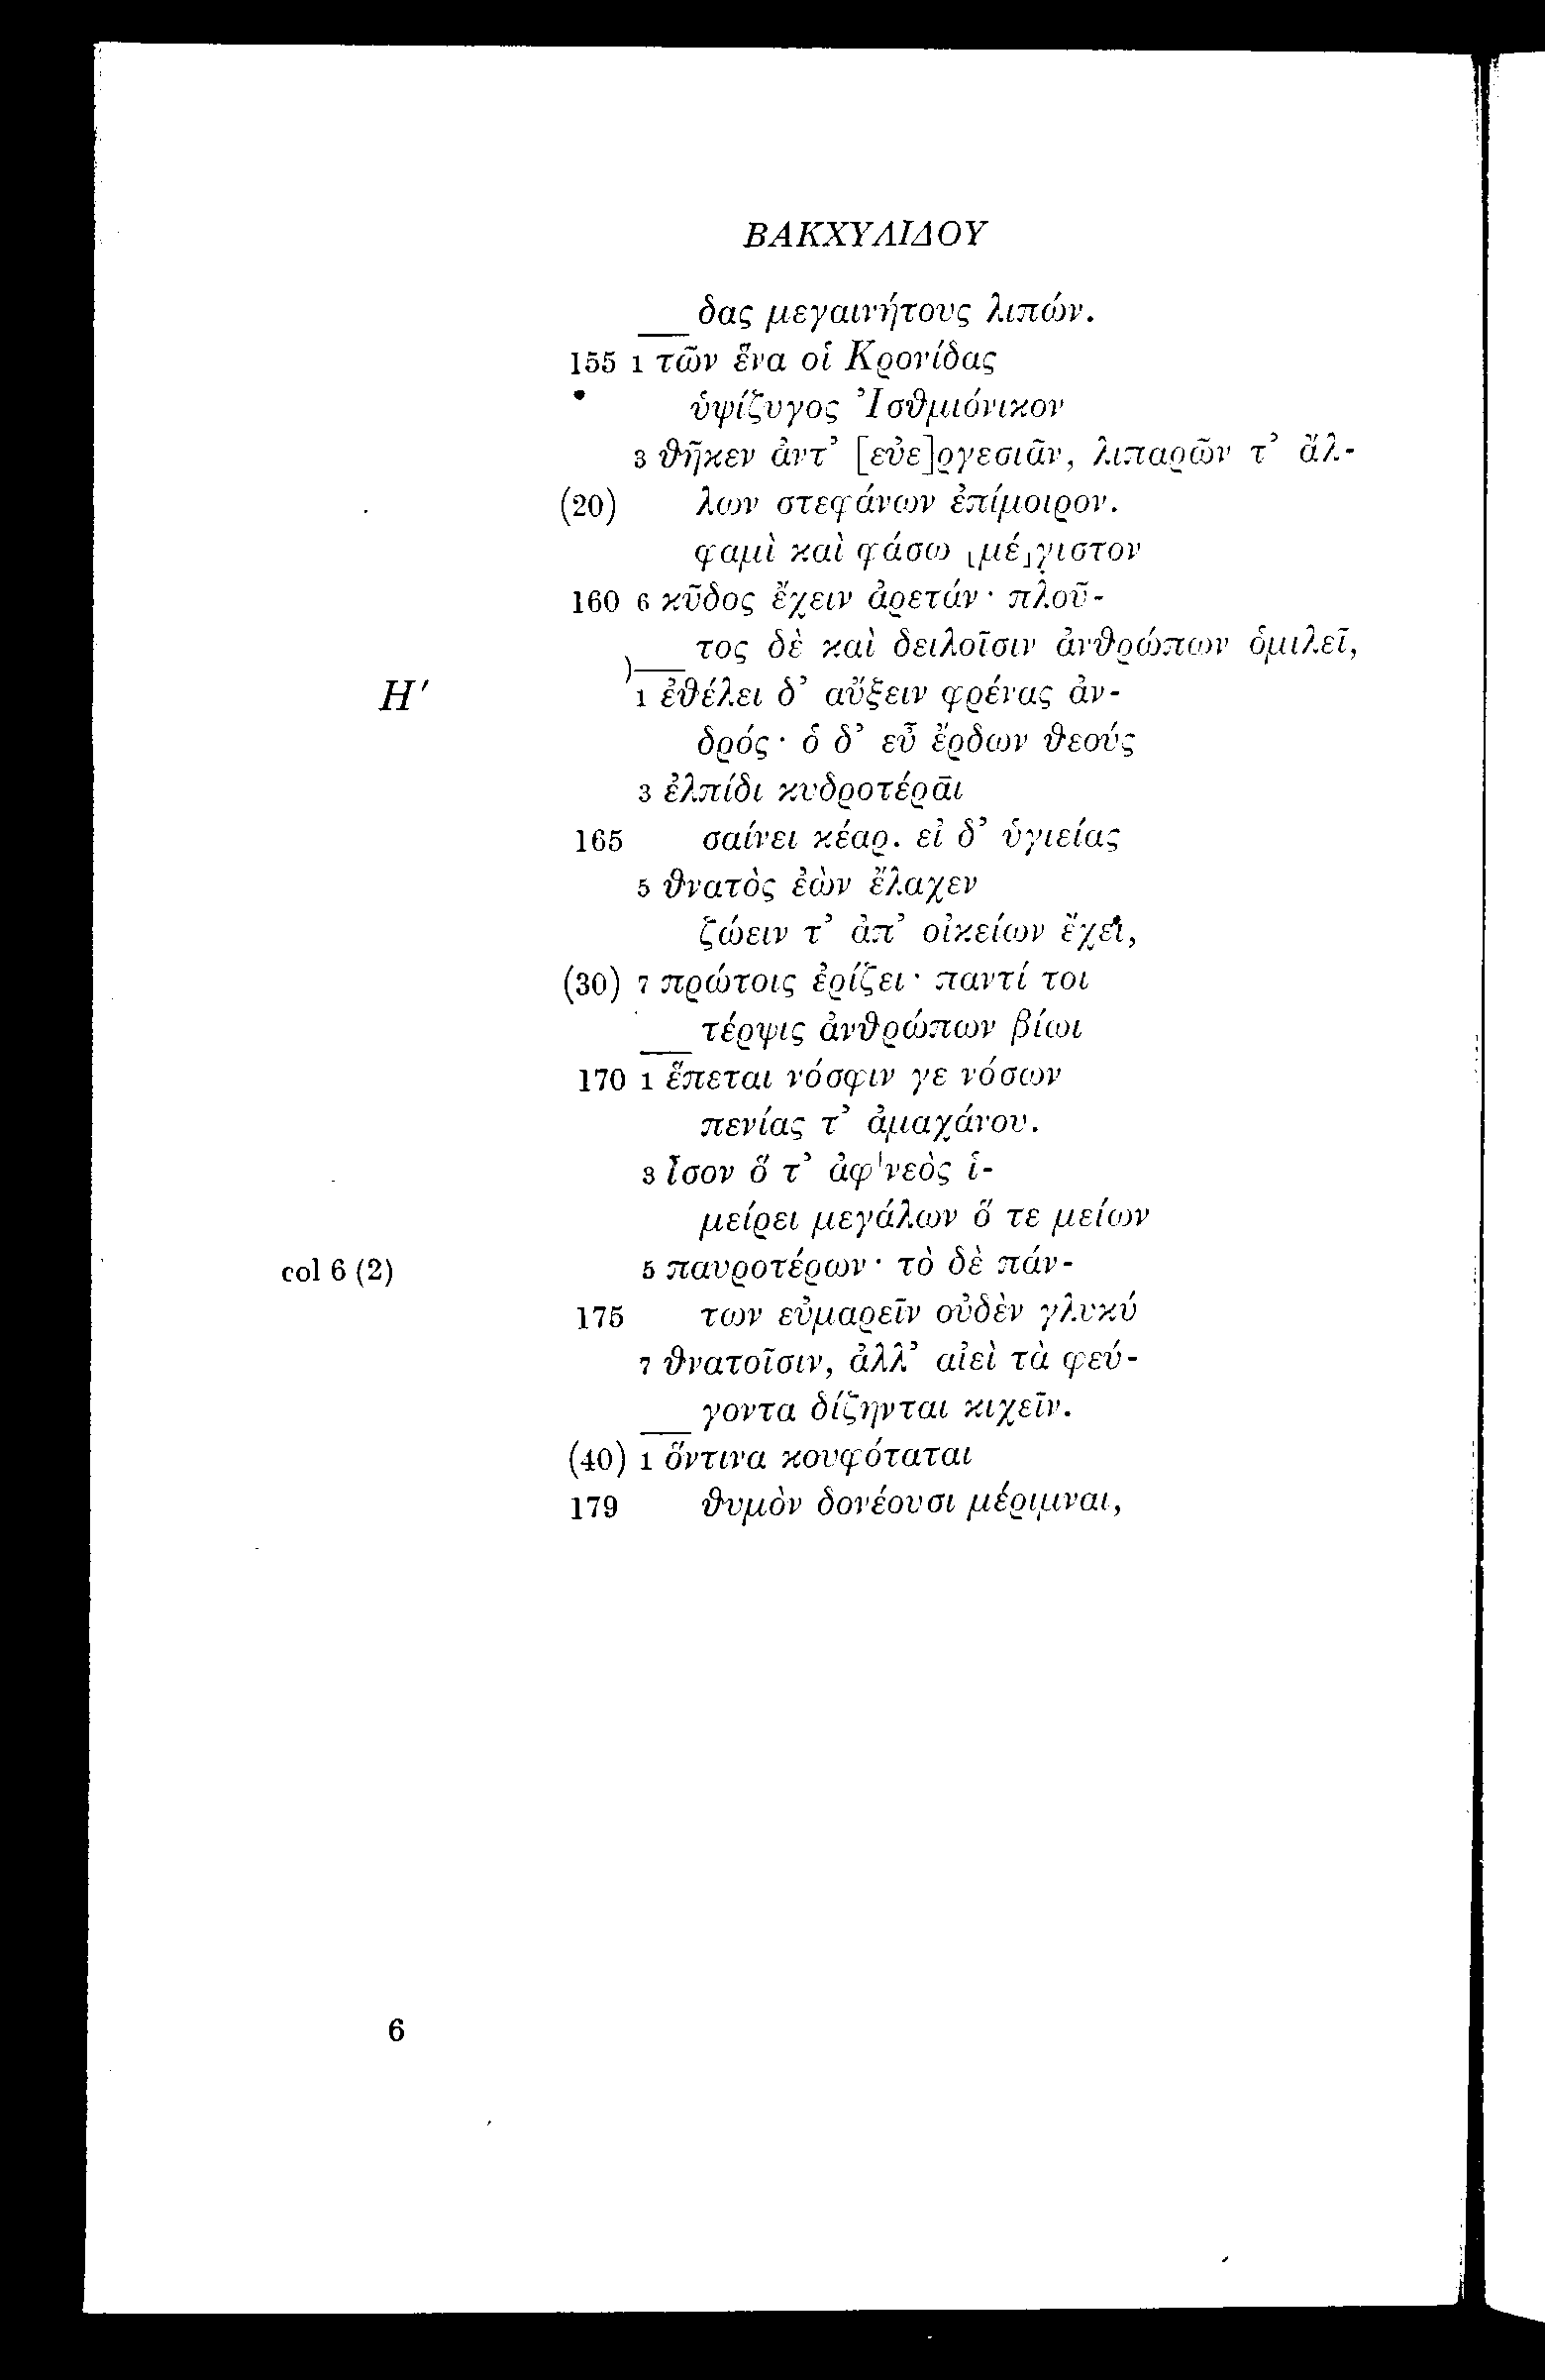 ΒΑΚΧΥΛΙΔΟΥ
δας μεγαινήτους λιπών.
155 1 τῶν ἕνα οἱ Κρονίδας
ὑψίζυγος Ἰσθμιόνικον
3 θῆκεν ἀντ’ [εὐε]ργεσιᾶν, λιπαρῶν τ’ ἄλ-
(20) λων στεφάνων ἐπίμοιρον.
φαμὶ καὶ φάσω ⌊μέ⌋γιστον
160 6 κῦδος ἔχειν ἀρετάν· πλοῦ-
τος δὲ καὶ δειλοῖσιν ἀνθρώπων ὁμιλεῖ,
Η′ 1 ἐθέλει δ’ αὔξειν φρένας ἀν-
δρός· ὁ δ’ εὖ ἔρδων θεούς
3 ἐλπίδι κυδροτέρᾱι
165 σαίνει κέαρ. εἰ δ’ ὑγιείας
5 θνατὸς ἐὼν ἔλαχεν
ζώειν τ’ ἀπ’ οἰκείων ἔχει,
(30) 7 πρώτοις ἐρίζει· παντί τοι
τέρψις ἀνθρώπων βίωι
170 1 ἕπεται νόσφιν γε νόσων
πενίας τ’ ἀμαχάνου.
3 ἶσον ὅ τ’ ἀφ'νεὸς ἱ-
μείρει μεγάλων ὅ τε μείων
col 6 (2) 5 παυροτέρων· τὸ δὲ πάν-
175 των εὐμαρεῖν οὐδὲν γλυκύ
7 θνατοῖσιν, ἀλλ’ αἰεὶ τὰ φεύ-
γοντα δίζηνται κιχεῖν.
(40) 1 ὅντινα κουφόταται
179 θυμὸν δονέουσι μέριμναι,
6